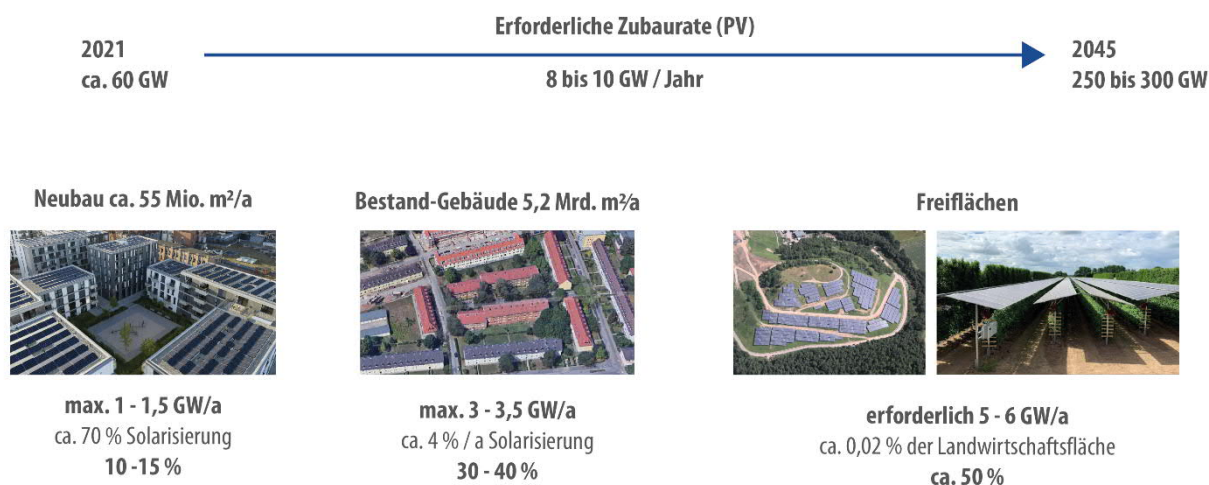 Erforderliche Zubaurate (PV)
2021
ca. 60 GW
8 bis 10 GW / Jahr
2045
250 bis 300 GW
Neubau ca. 55 Mio. m²/a
Bestand-Gebäude 5,2 Mrd. m²/a
Freiflächen
max. 1 - 1,5 GW/a
ca. 70 % Solarisierung
10 -15 %
max. 3 - 3,5 GW/a
ca. 4 % / a Solarisierung
30 - 40 %
erforderlich 5 - 6 GW/a
ca. 0,02 % der Landwirtschaftsfläche
ca. 50 %